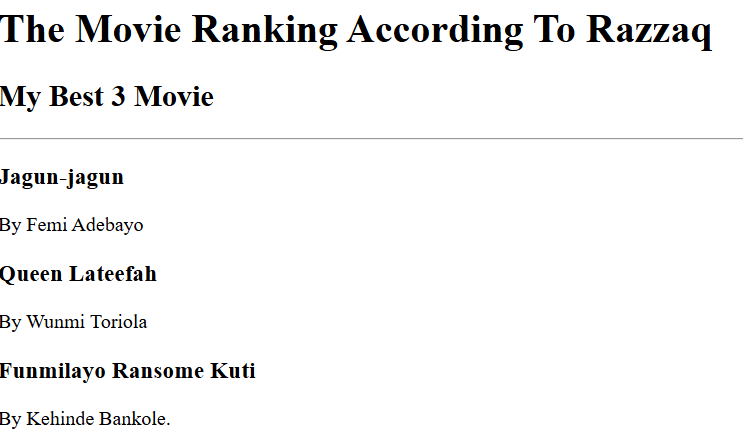 The Movie Ranking According To Razzaq
My Best 3 Movie
Jagun-jagun
By Femi Adebayo
Queen Lateefah
By Wunmi Toriola
Funmilayo Ransome Kuti
By Kehinde Bankole.